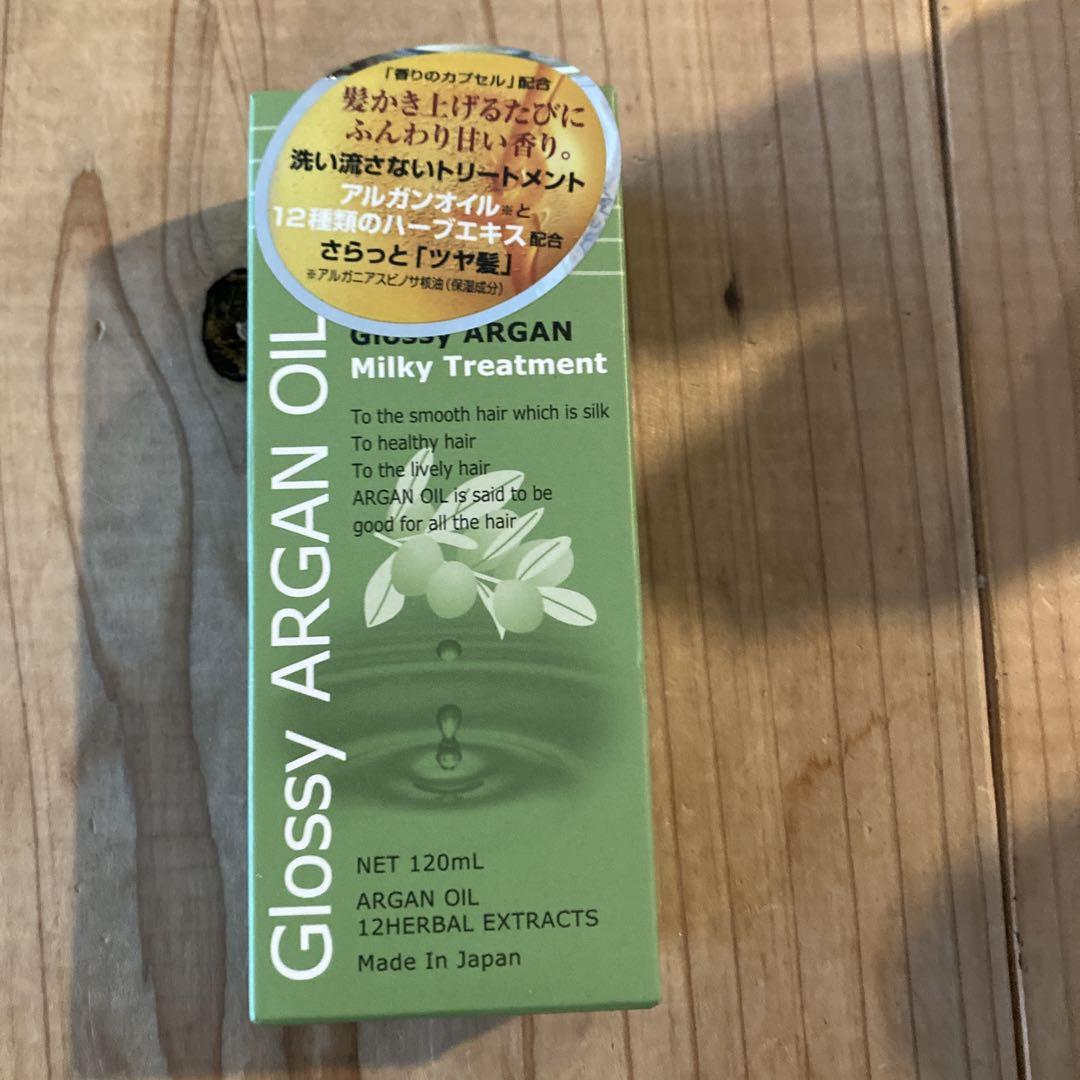 「香りのカプセル」配合
髪かき上げるたびに
ふんわり甘い香り。
洗い流さないトリートメント
アルガンオイル※と
12種類のハーブエキス配合
さらっと「ツヤ髪」
※アルガニアスピノサ核油(保湿成分)
Glossy ARGAN OIL
Glossy ARGAN
Milky Treatment
To the smooth hair which is silk
To healthy hair
To the lively hair
ARGAN OIL is said to be
good for all the hair
NET 120mL
ARGAN OIL
12HERBAL EXTRACTS
Made In Japan